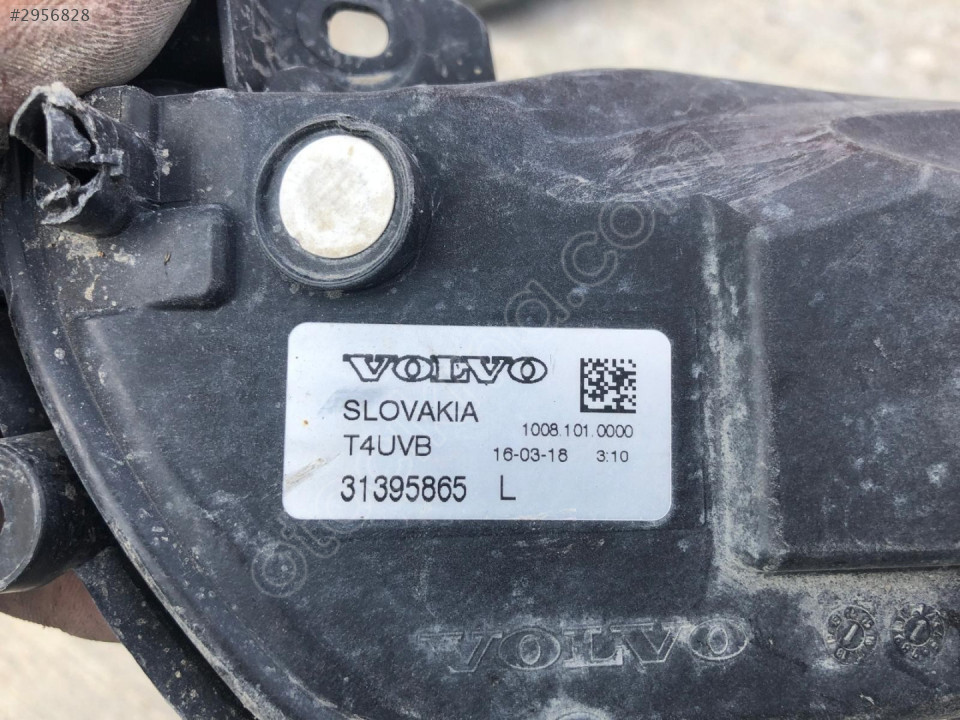 #2956828
VOLVO
SLOVAKIA
1008.101.0000
T4UVB 16-03-18 3:10
31395865 L
VOLVO